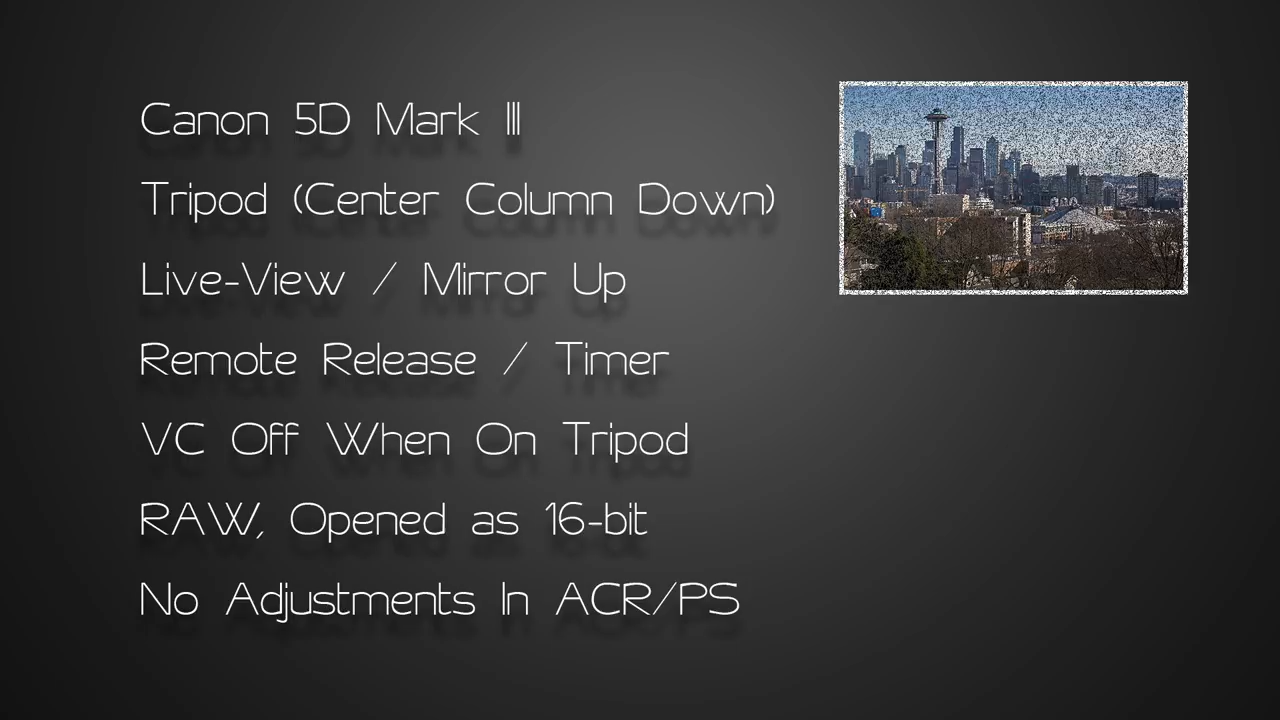 Canon 5D Mark III
Tripod (Center Column Down)
Live-View / Mirror Up
Remote Release / Timer
VC Off When On Tripod
RAW, Opened as 16-bit
No Adjustments In ACR/PS